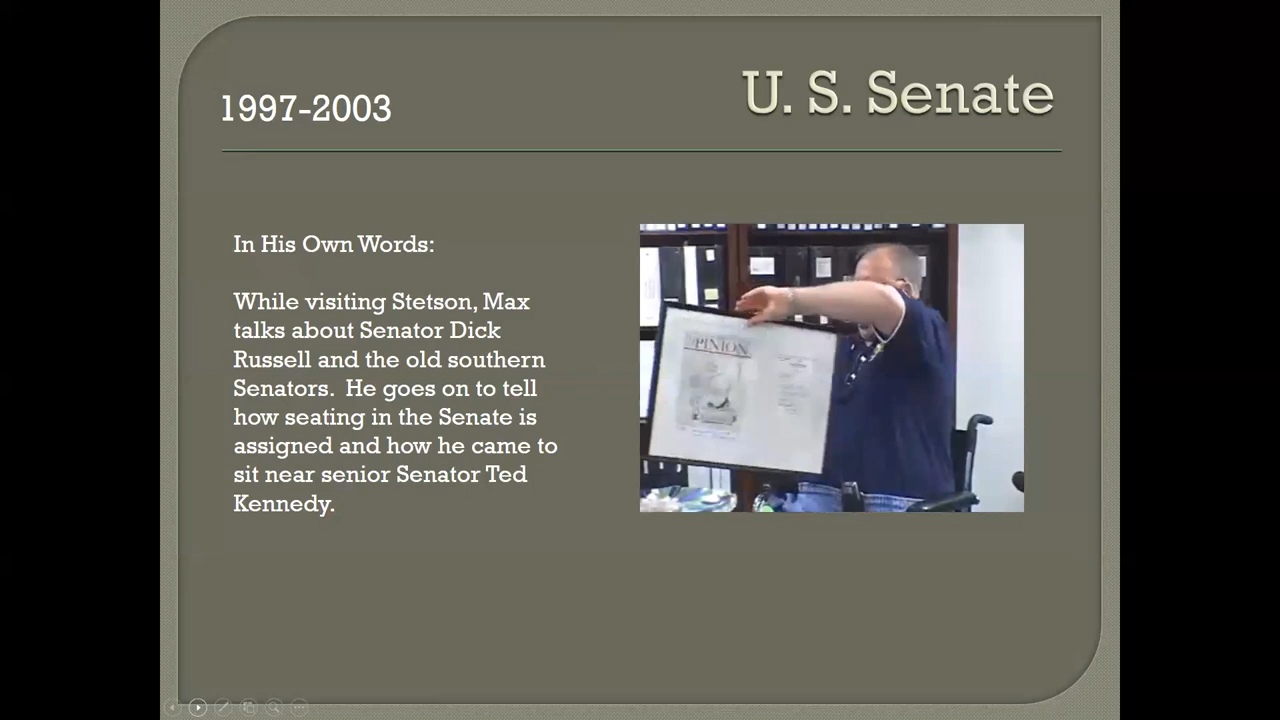 1997-2003
U. S. Senate
In His Own Words:
While visiting Stetson, Max
talks about Senator Dick
Russell and the old southern
Senators.  He goes on to tell
how seating in the Senate is
assigned and how he came to
sit near senior Senator Ted
Kennedy.
PINION